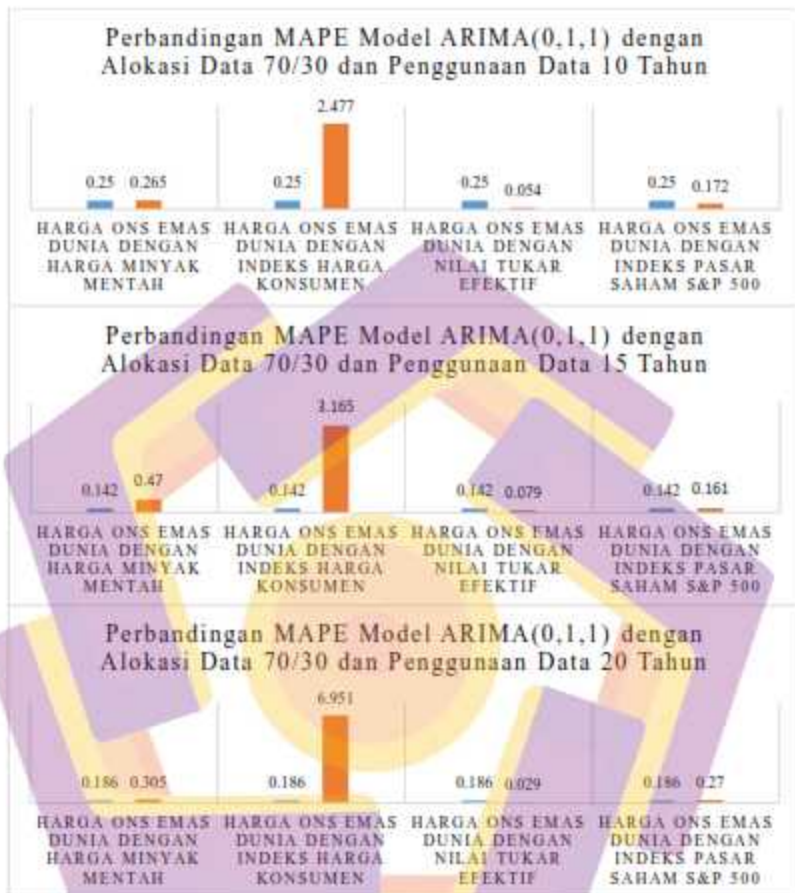 Perbandingan MAPE Model ARIMA(0,1,1) dengan
Alokasi Data 70/30 dan Penggunaan Data 10 Tahun
2.477
0.25 0.265 0.25 0.25 0.054 0.25 0.172
HARGA ONS EMAS HARGA ONS EMAS HARGA ONS EMAS HARGA ONS EMAS
DUNIA DENGAN DUNIA DENGAN DUNIA DENGAN DUNIA DENGAN
HARGA MINYAK INDEKS HARGA NILAI TUKAR INDEKS PASAR
MENTAH KONSUMEN EFEKTIF SAHAM S&P 500
Perbandingan MAPE Model ARIMA(0,1,1) dengan
Alokasi Data 70/30 dan Penggunaan Data 15 Tahun
3.165
0.142 0.47 0.142 0.142 0.079 0.142 0.161
HARGA ONS EMAS HARGA ONS EMAS HARGA ONS EMAS HARGA ONS EMAS
DUNIA DENGAN DUNIA DENGAN DUNIA DENGAN DUNIA DENGAN
HARGA MINYAK INDEKS HARGA NILAI TUKAR INDEKS PASAR
MENTAH KONSUMEN EFEKTIF SAHAM S&P 500
Perbandingan MAPE Model ARIMA(0,1,1) dengan
Alokasi Data 70/30 dan Penggunaan Data 20 Tahun
6.951
0.186 0.305 0.186 0.186 0.029 0.186 0.27
HARGA ONS EMAS HARGA ONS EMAS HARGA ONS EMAS HARGA ONS EMAS
DUNIA DENGAN DUNIA DENGAN DUNIA DENGAN DUNIA DENGAN
HARGA MINYAK INDEKS HARGA NILAI TUKAR INDEKS PASAR
MENTAH KONSUMEN EFEKTIF SAHAM S&P 500